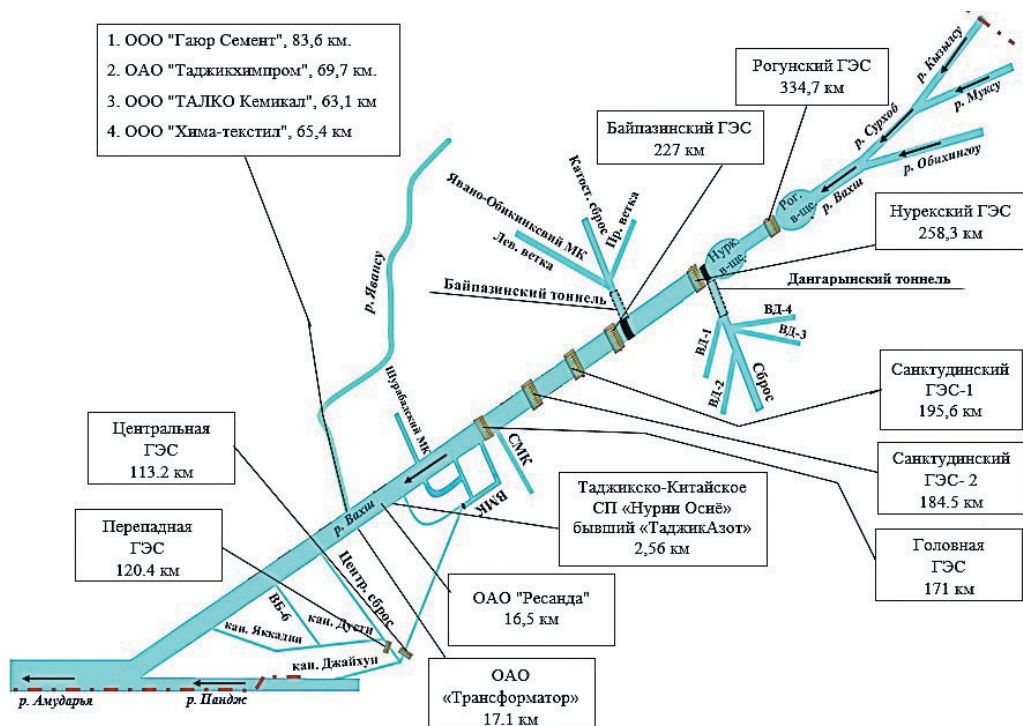 1. ООО "Гаюр Семент", 83,6 км.
2. ОАО "Таджикхимпром", 69,7 км.
3. ООО "ТАЛКО Кемикал", 63,1 км
4. ООО "Хима-текстил", 65,4 км
Рогунский ГЭС
334,7 км
Байпазинский ГЭС
227 км
р. Кызылсу
р. Муксу
р. Сурхоб
р. Обихингоу
р. Вахш
Рог.
в-ще.
Нурк.
в-ще.
Нурекский ГЭС
258,3 км
Явано-Обикинксвий МК
Катост. сброс
Пр. ветка
Лев. ветка
Байпазинский тоннель
Дангарынский тоннель
р. Явансу
ВД-4
ВД-3
ВД-1
ВД-2
Сброс
Санктудинский
ГЭС-1
195,6 км
Шурабадский МК
СМК
ВМК
Центральная
ГЭС
113.2 км
Санктудинский
ГЭС- 2
184.5 км
Таджикско-Китайское
СП «Нурни Осиё»
бывший «ТаджикАзот»
2,56 км
р. Вахш
Перепадная
ГЭС
120.4 км
Головная
ГЭС
171 км
Центр. сброс
ВБ-6
кан. Дусти
кан. Яккадин
кан. Джайхун
ОАО "Ресанда"
16,5 км
ОАО
«Трансформатор»
17.1 км
р. Амударья
р. Пандж